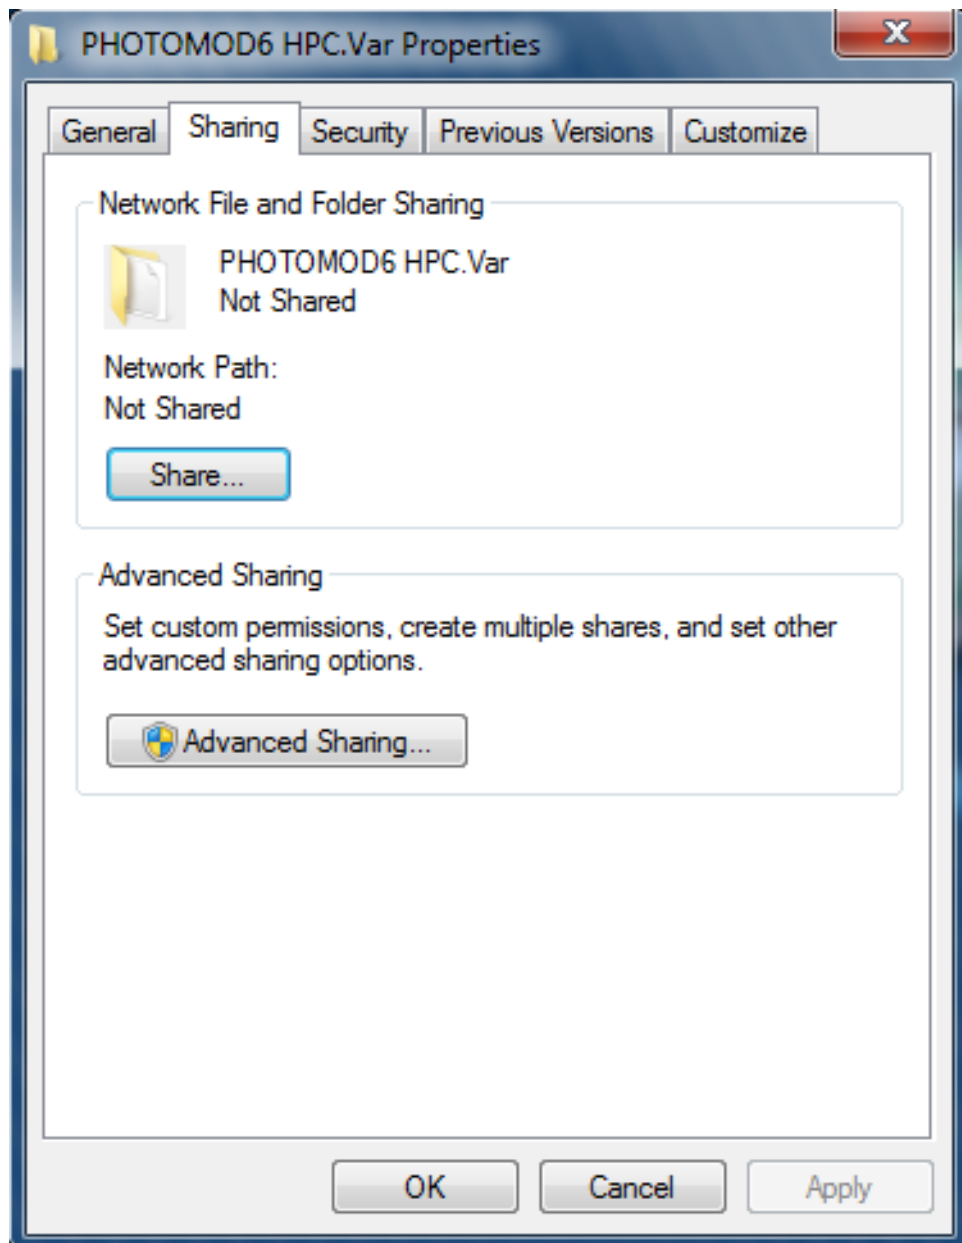 PHOTOMOD6 HPC.Var Properties
X
General Sharing Security Previous Versions Customize
Network File and Folder Sharing
PHOTOMOD6 HPC.Var
Not Shared
Network Path:
Not Shared
Share...
Advanced Sharing
Set custom permissions, create multiple shares, and set other
advanced sharing options.
Advanced Sharing...
OK Cancel Apply